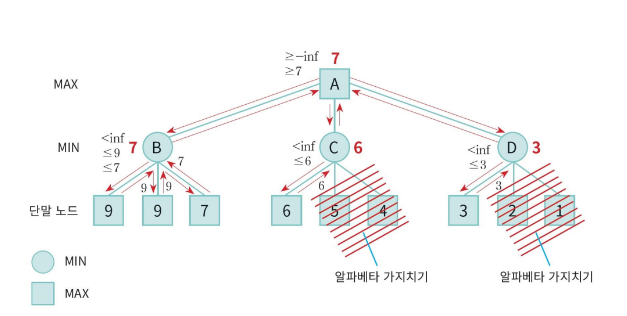 ≥−inf 7
≥7
MAX A
<inf
MIN 7 ≤9 B <inf C 6 <inf D 3
≤7 ≤6 ≤3
7
9 9 6 3
단말 노드 9 9 7 6 5 4 3 2 1
MIN
알파베타 가지치기 알파베타 가지치기
MAX